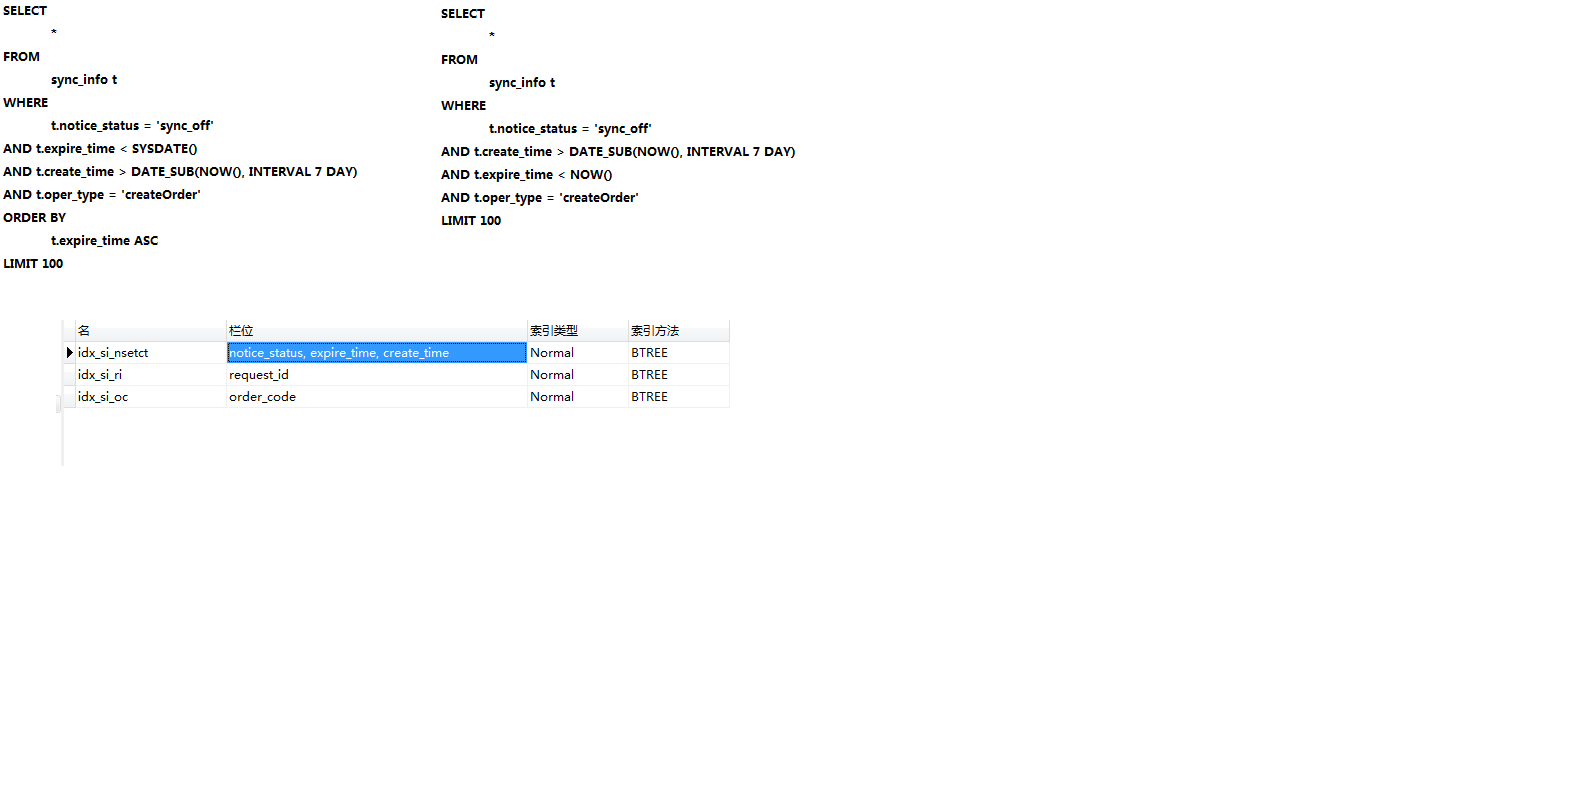 SELECT
*
FROM
sync_info t
WHERE
t.notice_status = 'sync_off'
AND t.expire_time < SYSDATE()
AND t.create_time > DATE_SUB(NOW(), INTERVAL 7 DAY)
AND t.oper_type = 'createOrder'
ORDER BY
t.expire_time ASC
LIMIT 100
SELECT
*
FROM
sync_info t
WHERE
t.notice_status = 'sync_off'
AND t.create_time > DATE_SUB(NOW(), INTERVAL 7 DAY)
AND t.expire_time < NOW()
AND t.oper_type = 'createOrder'
LIMIT 100
名 栏位 索引类型 索引方法
idx_si_nsetct notice_status, expire_time, create_time Normal BTREE
idx_si_ri request_id Normal BTREE
idx_si_oc order_code Normal BTREE